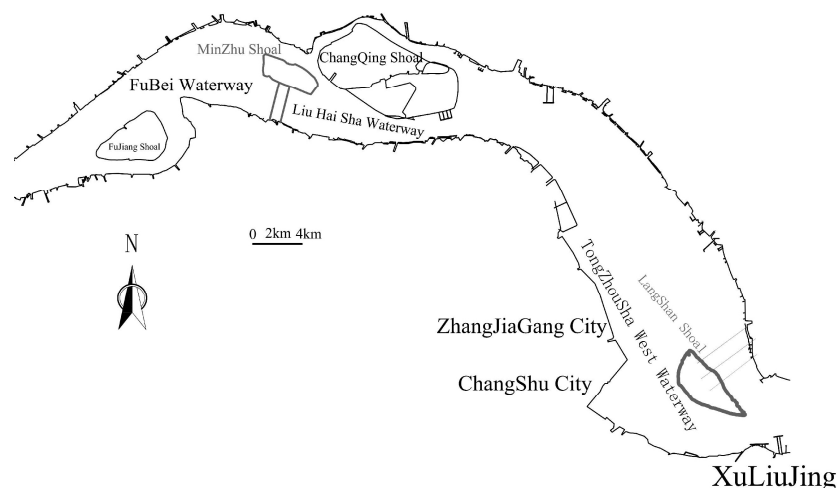 MinZhu Shoal
ChangQing Shoal
FuBei Waterway
Liu Hai Sha Waterway
FuJiang Shoal
N
0 2km 4km
TongZhouSha West Waterway
LangShan Shoal
ZhangJiaGang City
ChangShu City
XuLiuJing